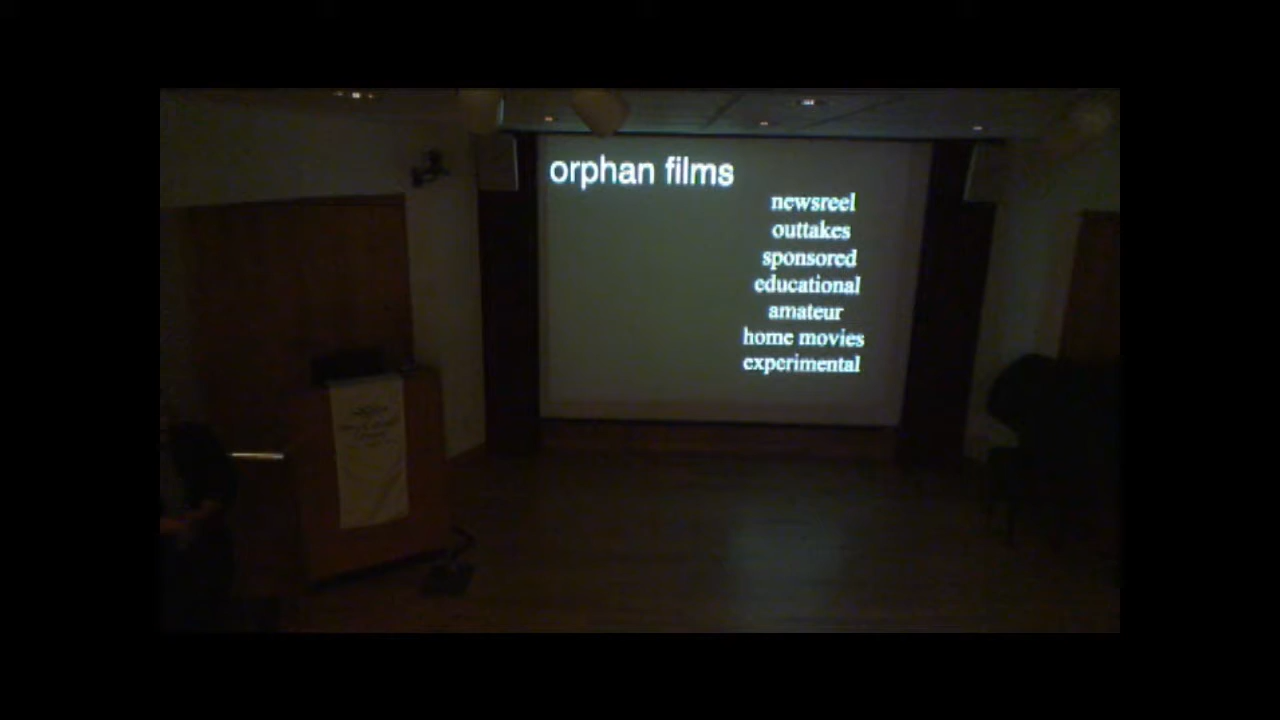 orphan films
newsreel
outtakes
sponsored
educational
amateur
home movies
experimental